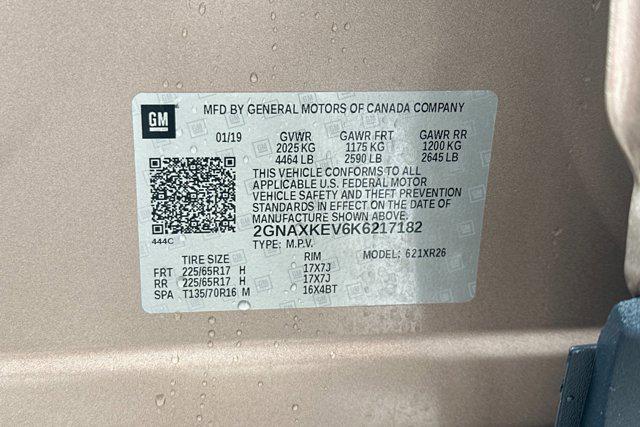 GM
MFD BY GENERAL MOTORS OF CANADA COMPANY
01/19 GVWR GAWR FRT GAWR RR
2025 KG 1175 KG 1200 KG
4464 LB 2590 LB 2645 LB
THIS VEHICLE CONFORMS TO ALL
APPLICABLE U.S. FEDERAL MOTOR
VEHICLE SAFETY AND THEFT PREVENTION
STANDARDS IN EFFECT ON THE DATE OF
MANUFACTURE SHOWN ABOVE.
2GNAXKEV6K6217182
444C
TYPE: M.P.V. MODEL: 621XR26
TIRE SIZE RIM
FRT 225/65R17 H 17X7J
RR 225/65R17 H 17X7J
SPA T135/70R16 M 16X4BT